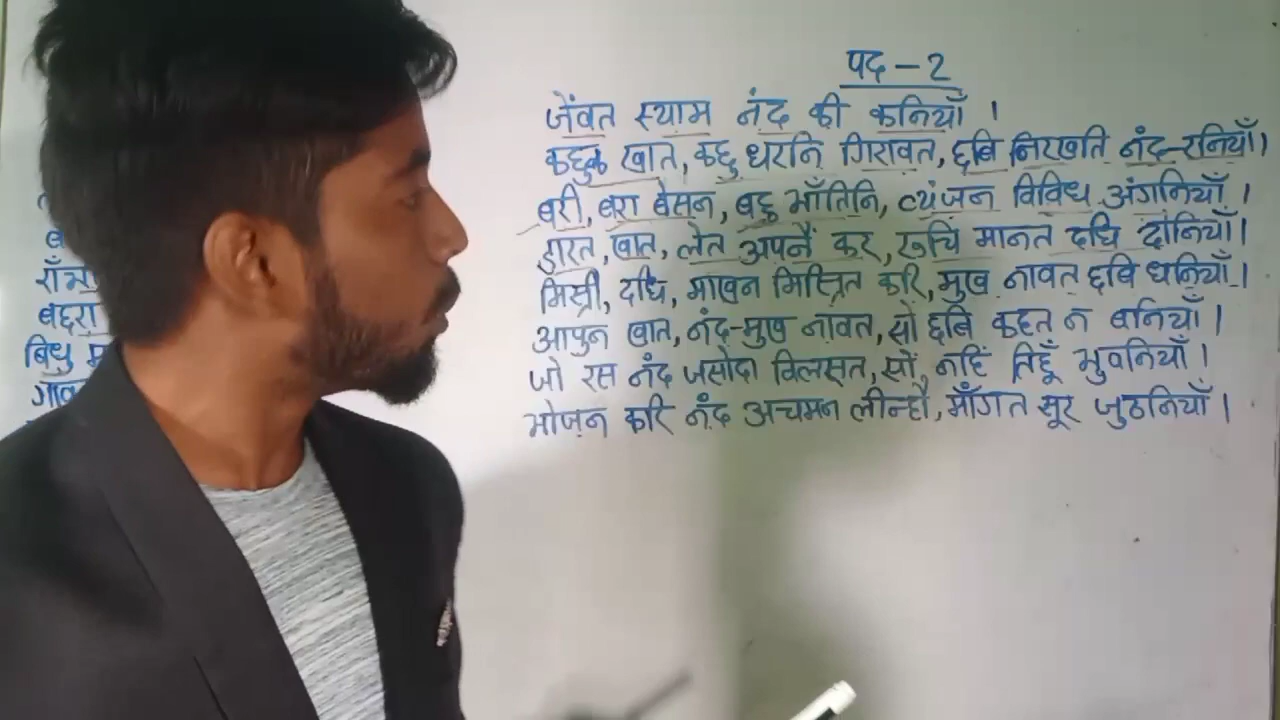 पद - 2
जेंवत स्याम नंद की कनियाँ ।
कछुक खात, कछु धरनि गिरावत, छबि निरखति नंद-रनियाँ।
बरी, बरा बेसन, बहु भाँतिनि, व्यंजन विविध अंगनियाँ ।
डारत, खात, लेत अपनैं कर, रुचि मानत दधि दोनियाँ।
मिस्री, दधि, माखन मिस्रित करि, मुख नावत छबि धनियाँ।
आपुन खात, नंद-मुख नावत, सो छबि कहत न बनियाँ ।
जो रस नंद जसोदा विलसत, सो नहिं तिहूँ भुवनियाँ ।
भोजन करि नंद अचमन लीन्हौ, माँगत सूर जुठनियाँ ।
बछरा
बिधु